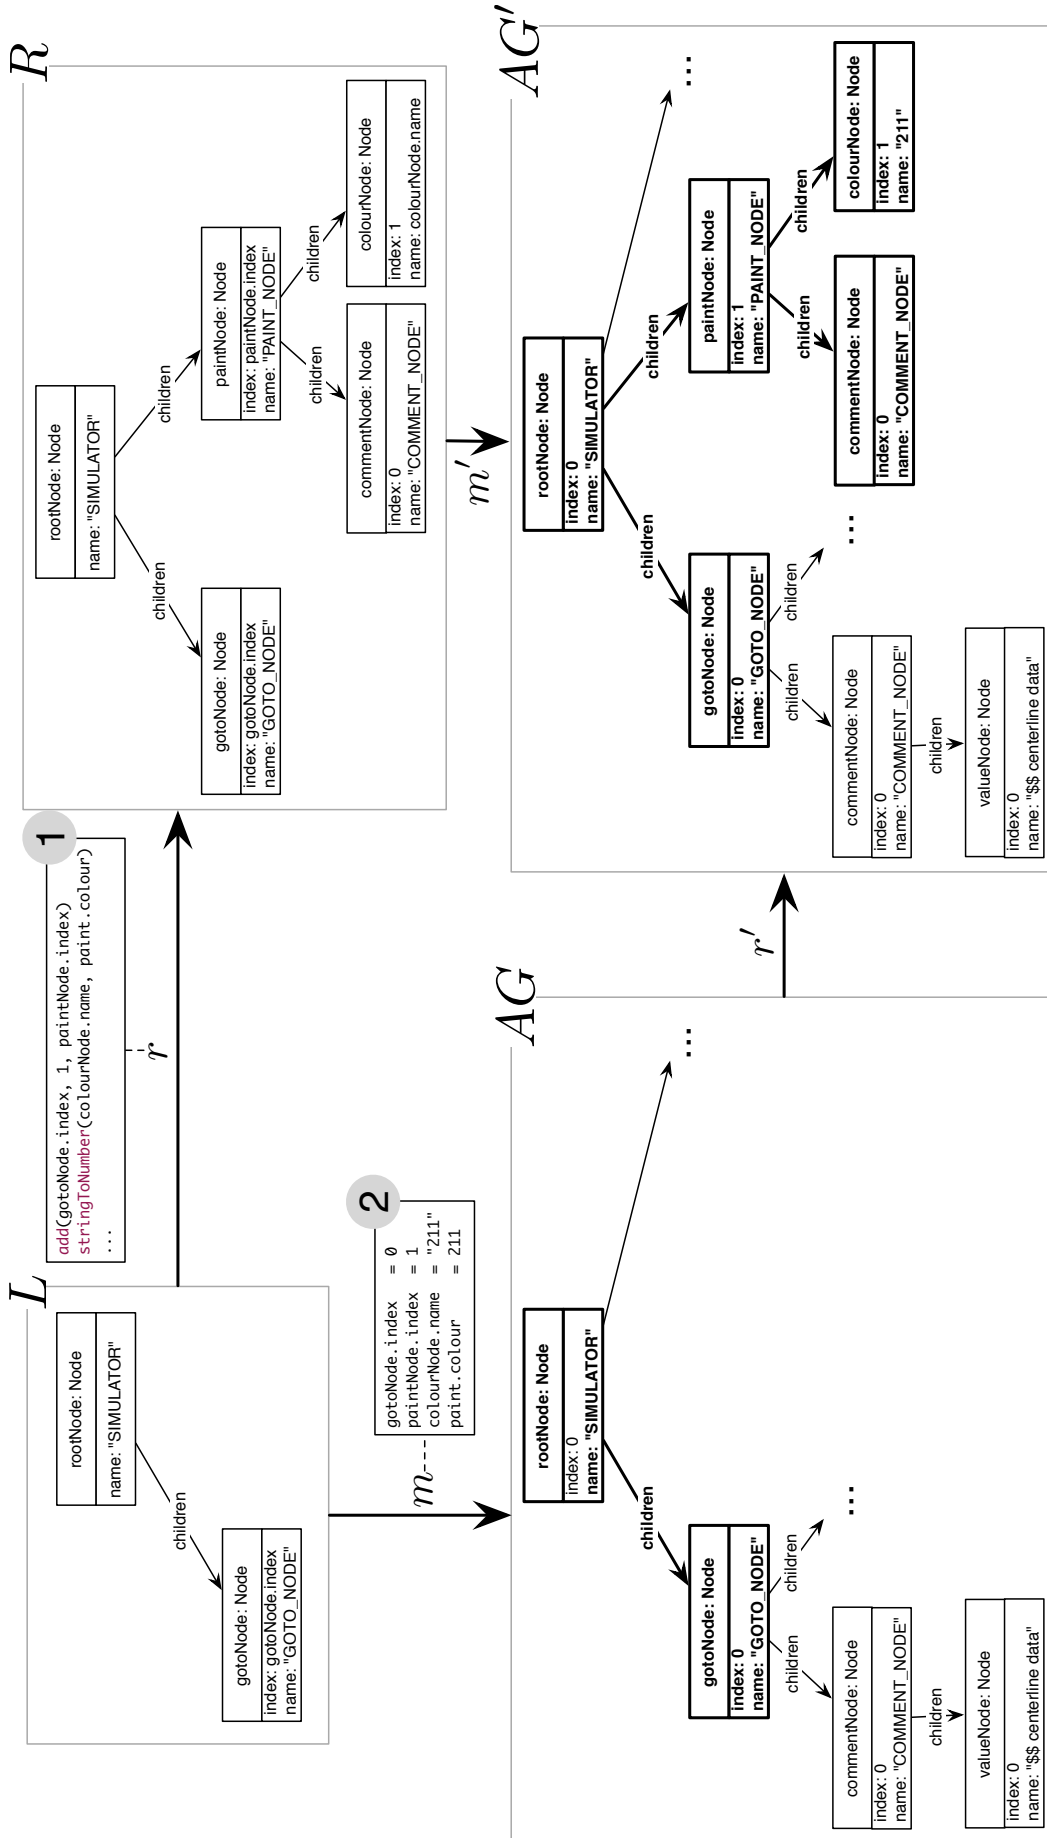 L
rootNode: Node
name: "SIMULATOR"
children
gotoNode: Node
index: gotoNode.index
name: "GOTO_NODE"
1
add(gotoNode.index, 1, paintNode.index)
stringToNumber(colourNode.name, paint.colour)
...
r
R
rootNode: Node
name: "SIMULATOR"
children
children
gotoNode: Node
index: gotoNode.index
name: "GOTO_NODE"
paintNode: Node
index: paintNode.index
name: "PAINT_NODE"
children
children
commentNode: Node
index: 0
name: "COMMENT_NODE"
colourNode: Node
index: 1
name: colourNode.name
m
2
gotoNode.index = 0
paintNode.index = 1
colourNode.name = "211"
paint.colour = 211
m′
AG
rootNode: Node
index: 0
name: "SIMULATOR"
children
...
gotoNode: Node
index: 0
name: "GOTO_NODE"
children
children
...
commentNode: Node
index: 0
name: "COMMENT_NODE"
children
valueNode: Node
index: 0
name: "$$ centerline data"
r′
AG′
rootNode: Node
index: 0
name: "SIMULATOR"
children
children
...
gotoNode: Node
index: 0
name: "GOTO_NODE"
paintNode: Node
index: 1
name: "PAINT_NODE"
children
children
...
children
children
commentNode: Node
index: 0
name: "COMMENT_NODE"
commentNode: Node
index: 0
name: "COMMENT_NODE"
colourNode: Node
index: 1
name: "211"
children
valueNode: Node
index: 0
name: "$$ centerline data"